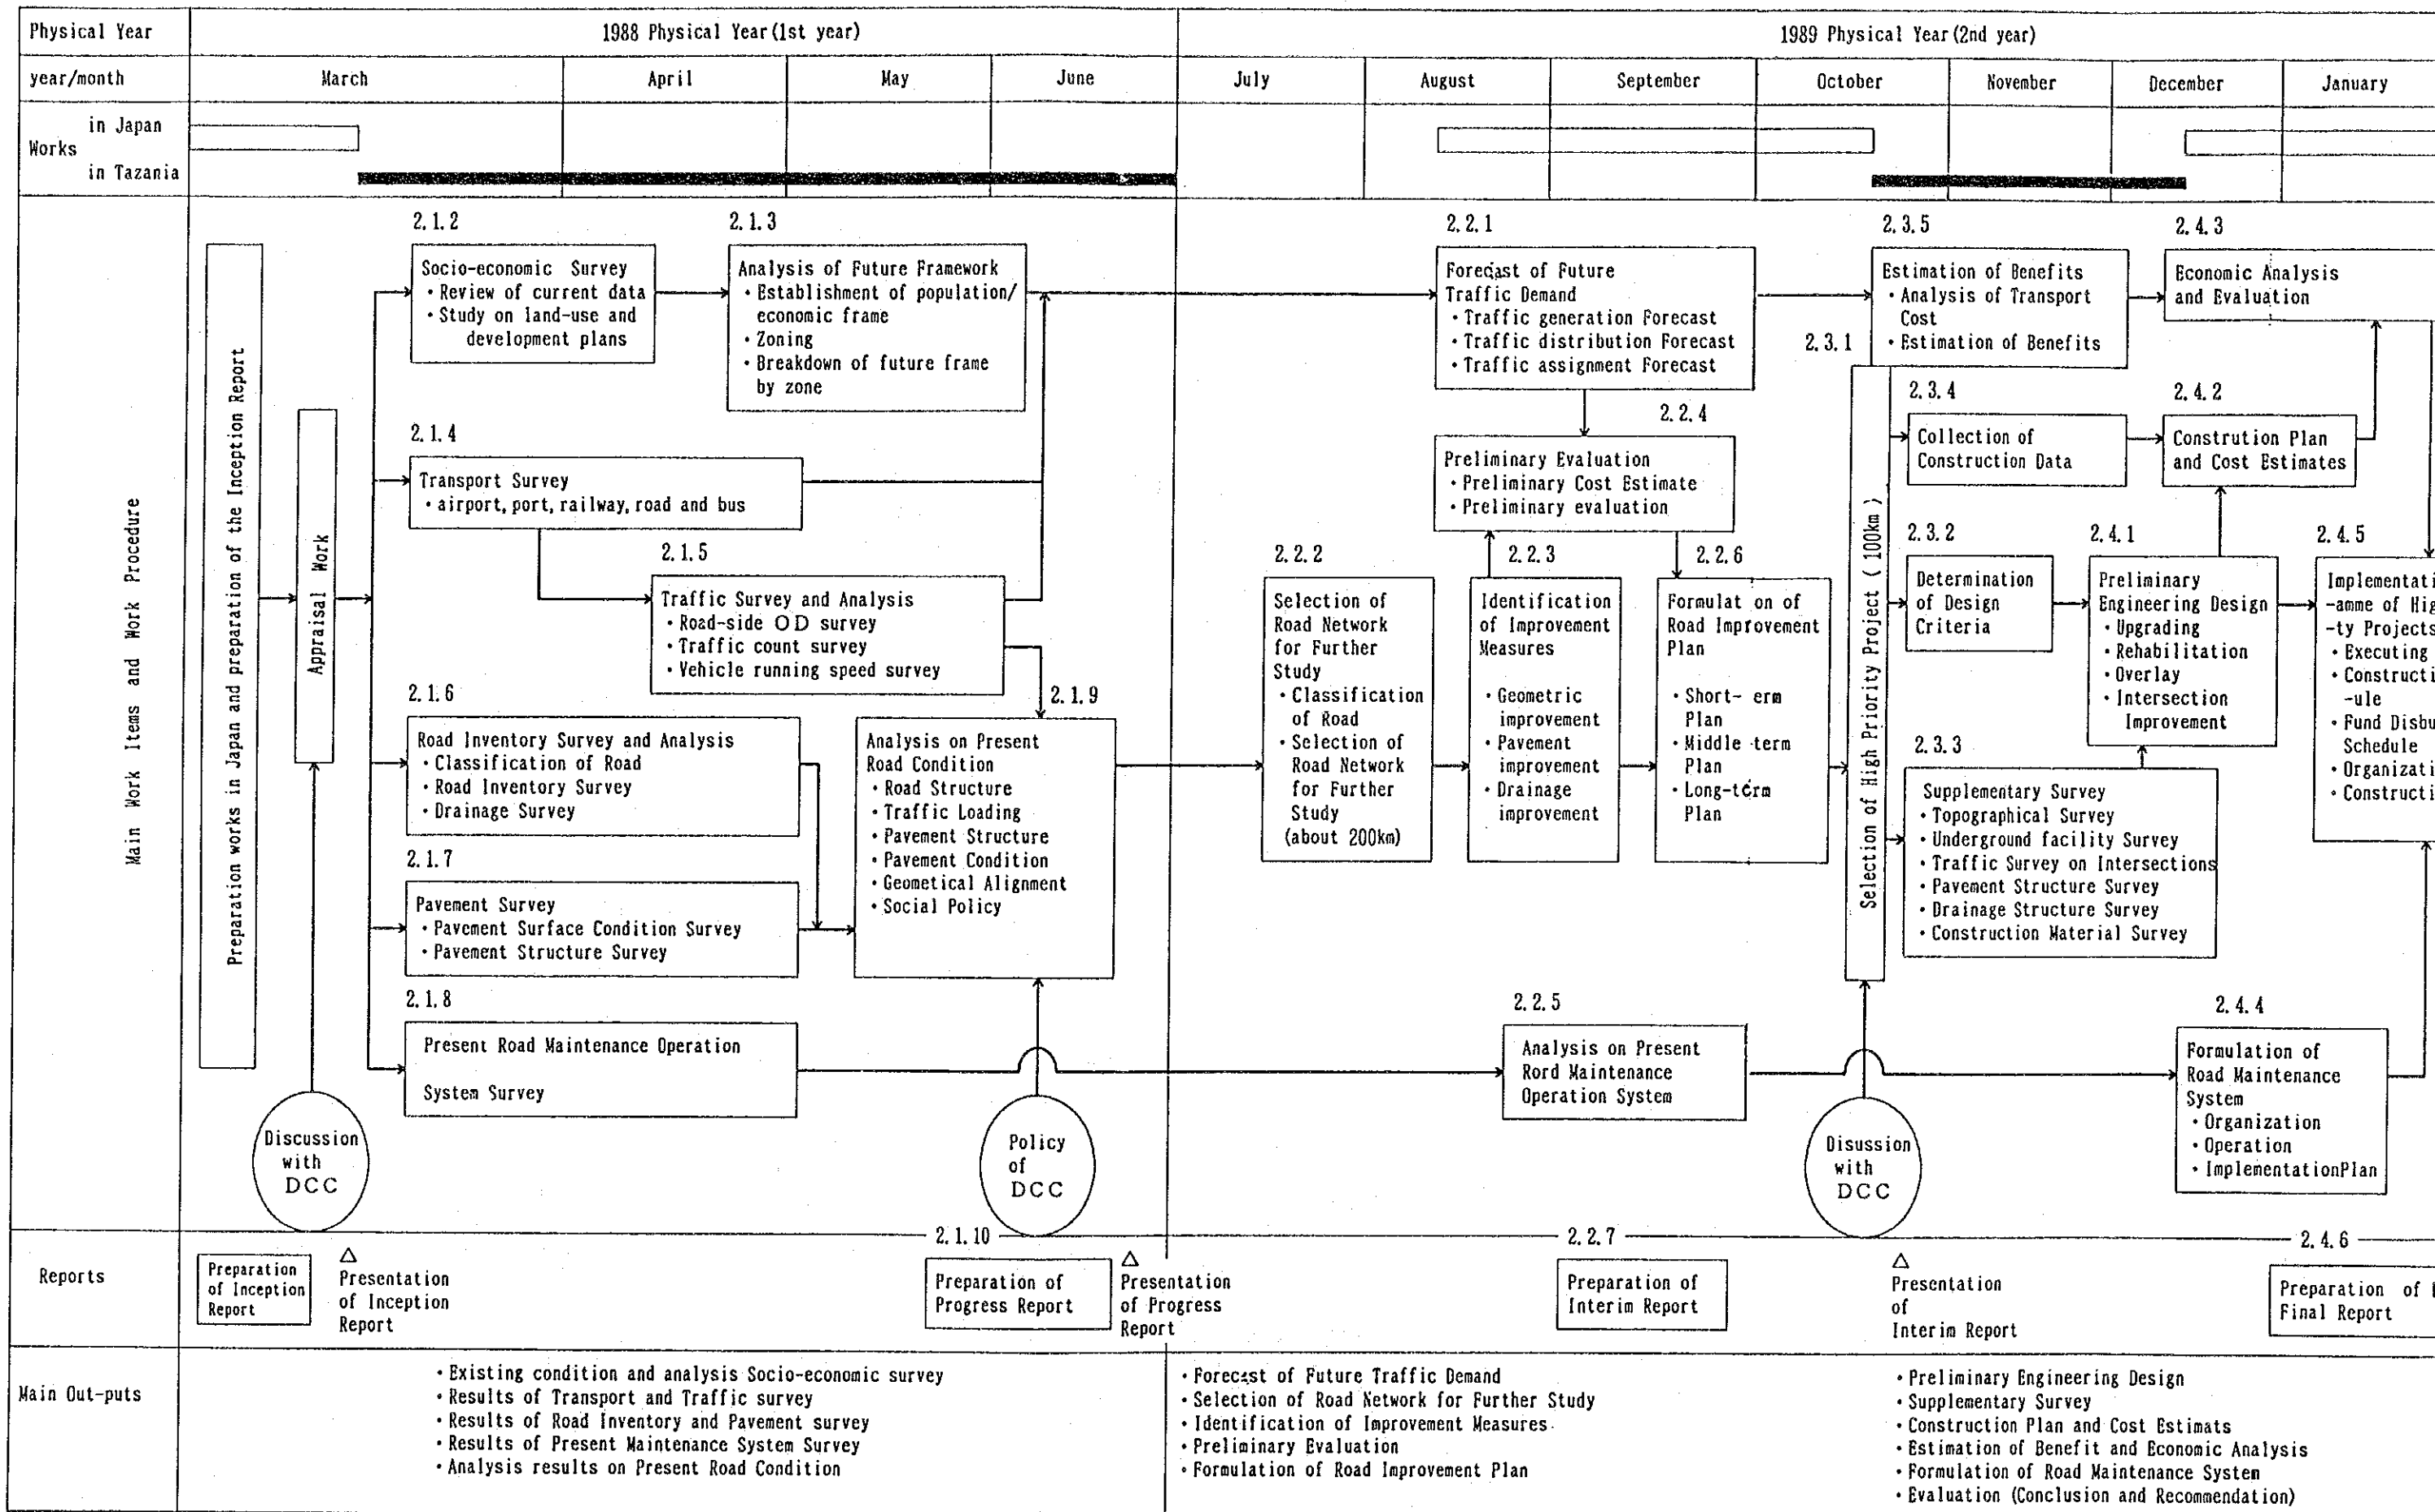 Physical Year
1988 Physical Year(1st year)
1989 Physical Year(2nd year)
year/month
March
April
May
June
July
August
September
October
November
December
January
Works
in Japan
in Tazania
Main Work Items and Work Procedure
Preparation works in Japan and preparation of the Inception Report
Appraisal Work
Discussion
with
DCC
2.1.2
Socio-economic Survey
・Review of current data
・Study on land-use and
development plans
2.1.3
Analysis of Future Framework
・Establishment of population/
economic frame
・Zoning
・Breakdown of future frame
by zone
2.1.4
Transport Survey
・airport, port, railway, road and bus
2.1.5
Traffic Survey and Analysis
・Road-side OD survey
・Traffic count survey
・Vehicle running speed survey
2.1.6
Road Inventory Survey and Analysis
・Classification of Road
・Road Inventory Survey
・Drainage Survey
2.1.7
Pavement Survey
・Pavement Surface Condition Survey
・Pavement Structure Survey
2.1.8
Present Road Maintenance Operation
System Survey
2.1.9
Analysis on Present
Road Condition
・Road Structure
・Traffic Loading
・Pavement Structure
・Pavement Condition
・Geometical Alignment
・Social Policy
Policy
of
DCC
2.2.1
Forecast of Future
Traffic Demand
・Traffic generation Forecast
・Traffic distribution Forecast
・Traffic assignment Forecast
2.2.4
Preliminary Evaluation
・Preliminary Cost Estimate
・Preliminary evaluation
2.2.2
Selection of
Road Network
for Further
Study
・Classification
of Road
・Selection of
Road Network
for Further
Study
(about 200km)
2.2.3
Identification
of Improvement
Measures
・Geometric
improvement
・Pavement
improvement
・Drainage
improvement
2.2.6
Formulat on of
Road Improvement
Plan
・Short- erm
Plan
・Middle-term
Plan
・Long-term
Plan
2.2.5
Analysis on Present
Rord Maintenance
Operation System
2.3.1
Selection of High Priority Project ( 100km )
Disussion
with
DCC
2.3.5
Estimation of Benefits
・Analysis of Transport
Cost
・Estimation of Benefits
2.3.4
Collection of
Construction Data
2.3.2
Determination
of Design
Criteria
2.3.3
Supplementary Survey
・Topographical Survey
・Underground facility Survey
・Traffic Survey on Intersections
・Pavement Structure Survey
・Drainage Structure Survey
・Construction Material Survey
2.4.3
Economic Analysis
and Evaluation
2.4.2
Constrution Plan
and Cost Estimates
2.4.1
Preliminary
Engineering Design
・Upgrading
・Rehabilitation
・Overlay
・Intersection
Improvement
2.4.5
Implementati
-amme of Hig
-ty Projects
・Executing
・Constructi
-ule
・Fund Disbu
Schedule
・Organizati
・Constructi
2.4.4
Formulation of
Road Maintenance
System
・Organization
・Operation
・ImplementationPlan
Reports
Preparation
of Inception
Report
△
Presentation
of Inception
Report
2.1.10
Preparation of
Progress Report
△
Presentation
of Progress
Report
2.2.7
Preparation of
Interim Report
△
Presentation
of
Interim Report
2.4.6
Preparation of
Final Report
Main Out-puts
・Existing condition and analysis Socio-economic survey
・Results of Transport and Traffic survey
・Results of Road Inventory and Pavement survey
・Results of Present Maintenance System Survey
・Analysis results on Present Road Condition
・Forecast of Future Traffic Demand
・Selection of Road Network for Further Study
・Identification of Improvement Measures
・Preliminary Evaluation
・Formulation of Road Improvement Plan
・Preliminary Engineering Design
・Supplementary Survey
・Construction Plan and Cost Estimats
・Estimation of Benefit and Economic Analysis
・Formulation of Road Maintenance System
・Evaluation (Conclusion and Recommendation)